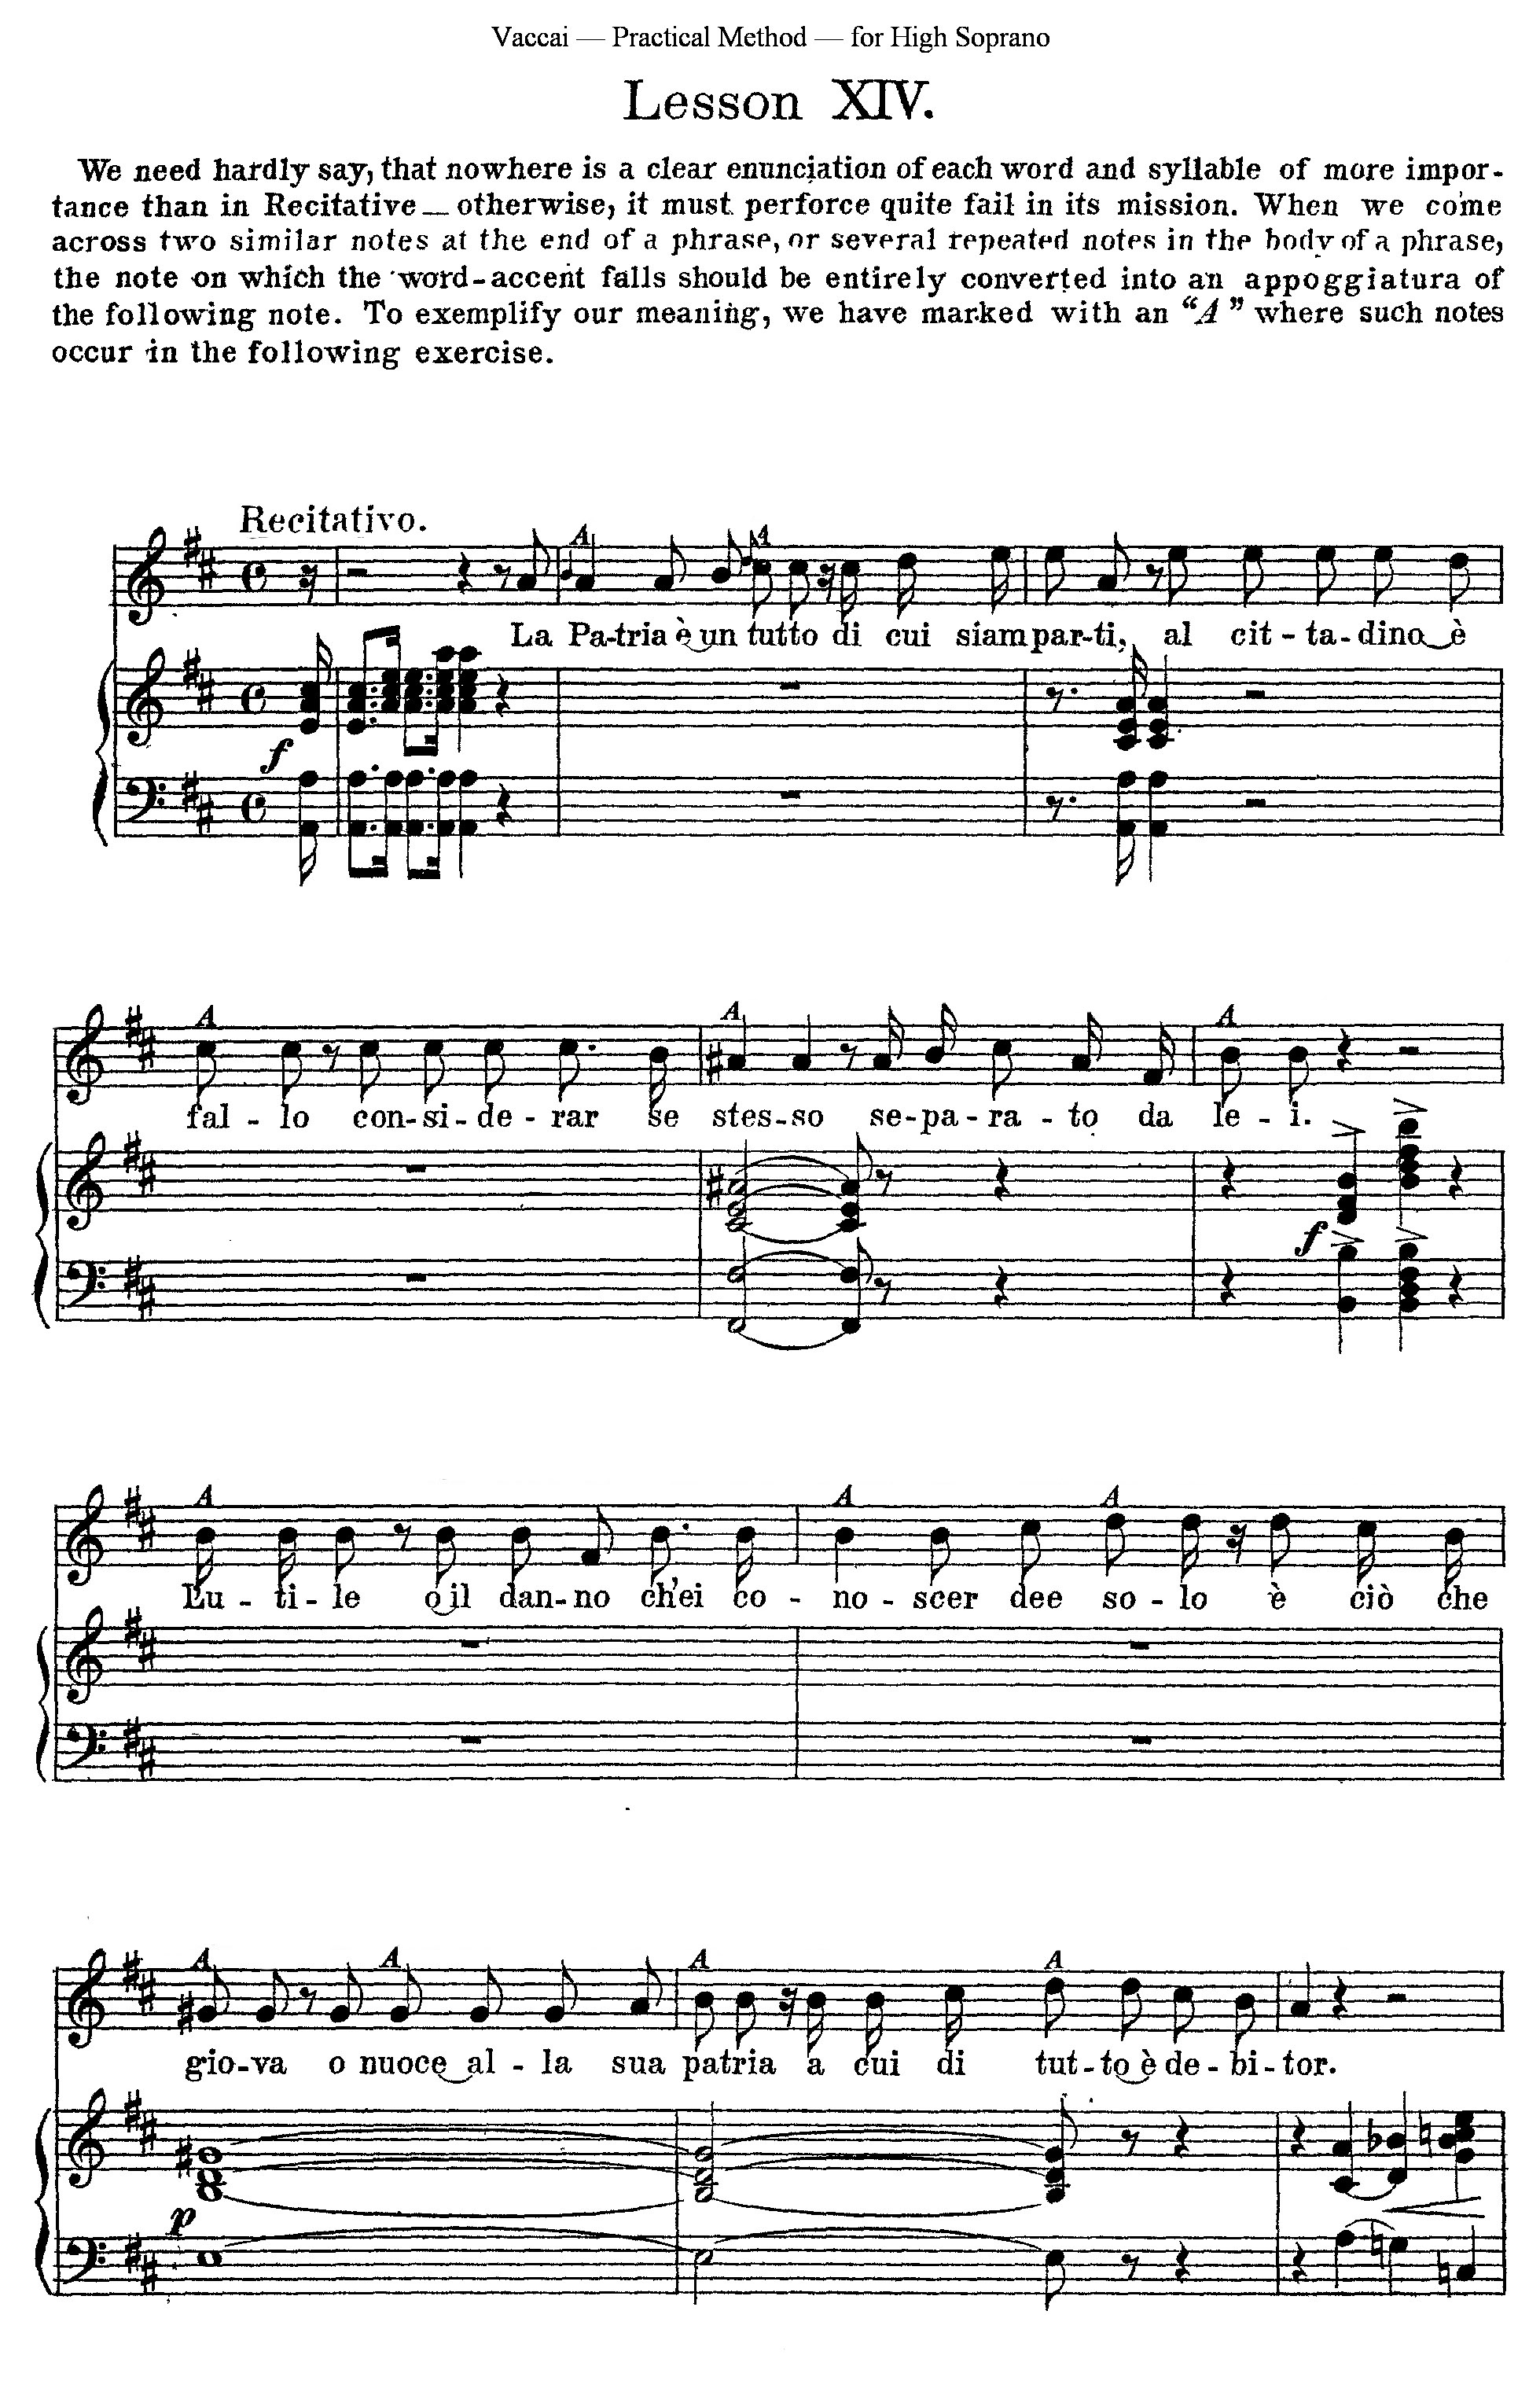 Vaccai — Practical Method — for High Soprano
Lesson XIV.
We need hardly say, that nowhere is a clear enunciation of each word and syllable of more impor-
tance than in Recitative — otherwise, it must perforce quite fail in its mission. When we come
across two similar notes at the end of a phrase, or several repeated notes in the body of a phrase,
the note on which the word-accent falls should be entirely converted into an appoggiatura of
the following note. To exemplify our meaning, we have marked with an "A" where such notes
occur in the following exercise.
Recitativo.
A A
La Pa-tria è un tutto di cui siam par-ti, al cit-ta-dino è
f
A A A
fal-lo con-si-de-rar se stes-so se-pa-ra-to da le-i.
f
A A A
L'u-ti-le o il dan-no ch'ei co-no-scer dee so-lo è ciò che
A A A A
gio-va o nuoce al-la sua patria a cui di tut-to è de-bi-tor.
p